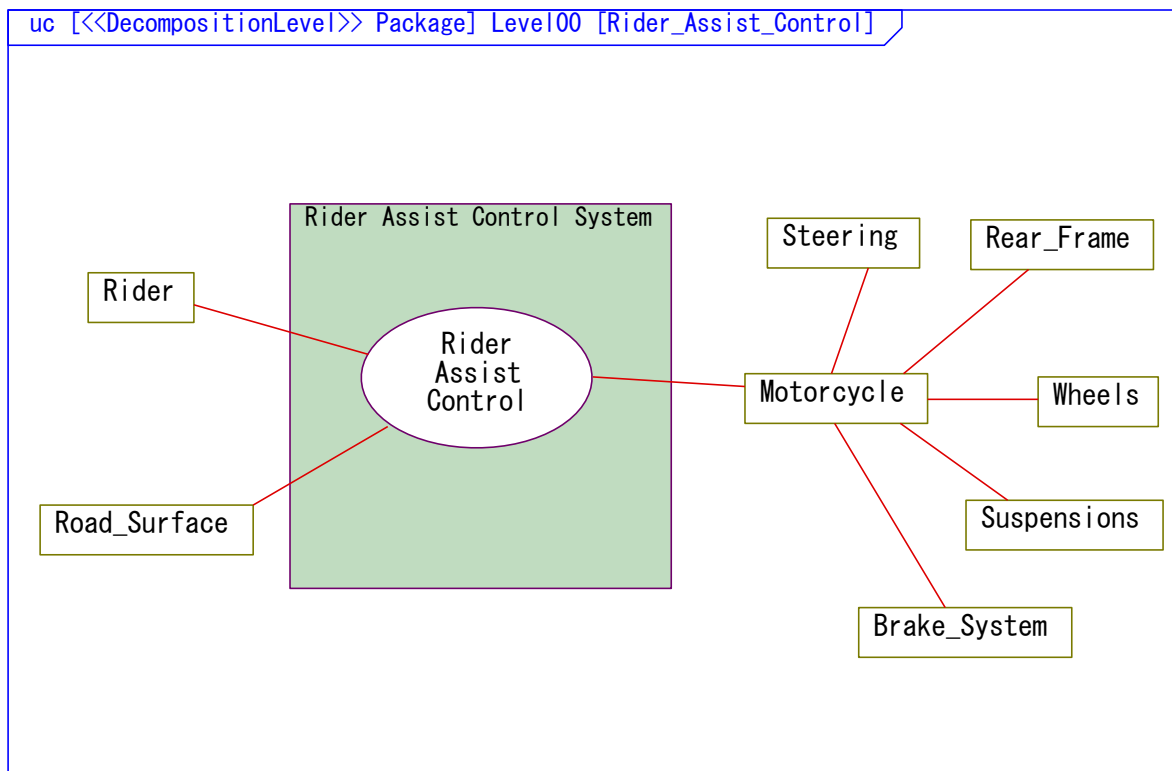 uc [<<DecompositionLevel>> Package] Level00 [Rider_Assist_Control]
Rider Assist Control System
Steering
Rear_Frame
Rider
Rider
Assist
Control
Motorcycle
Wheels
Road_Surface
Suspensions
Brake_System